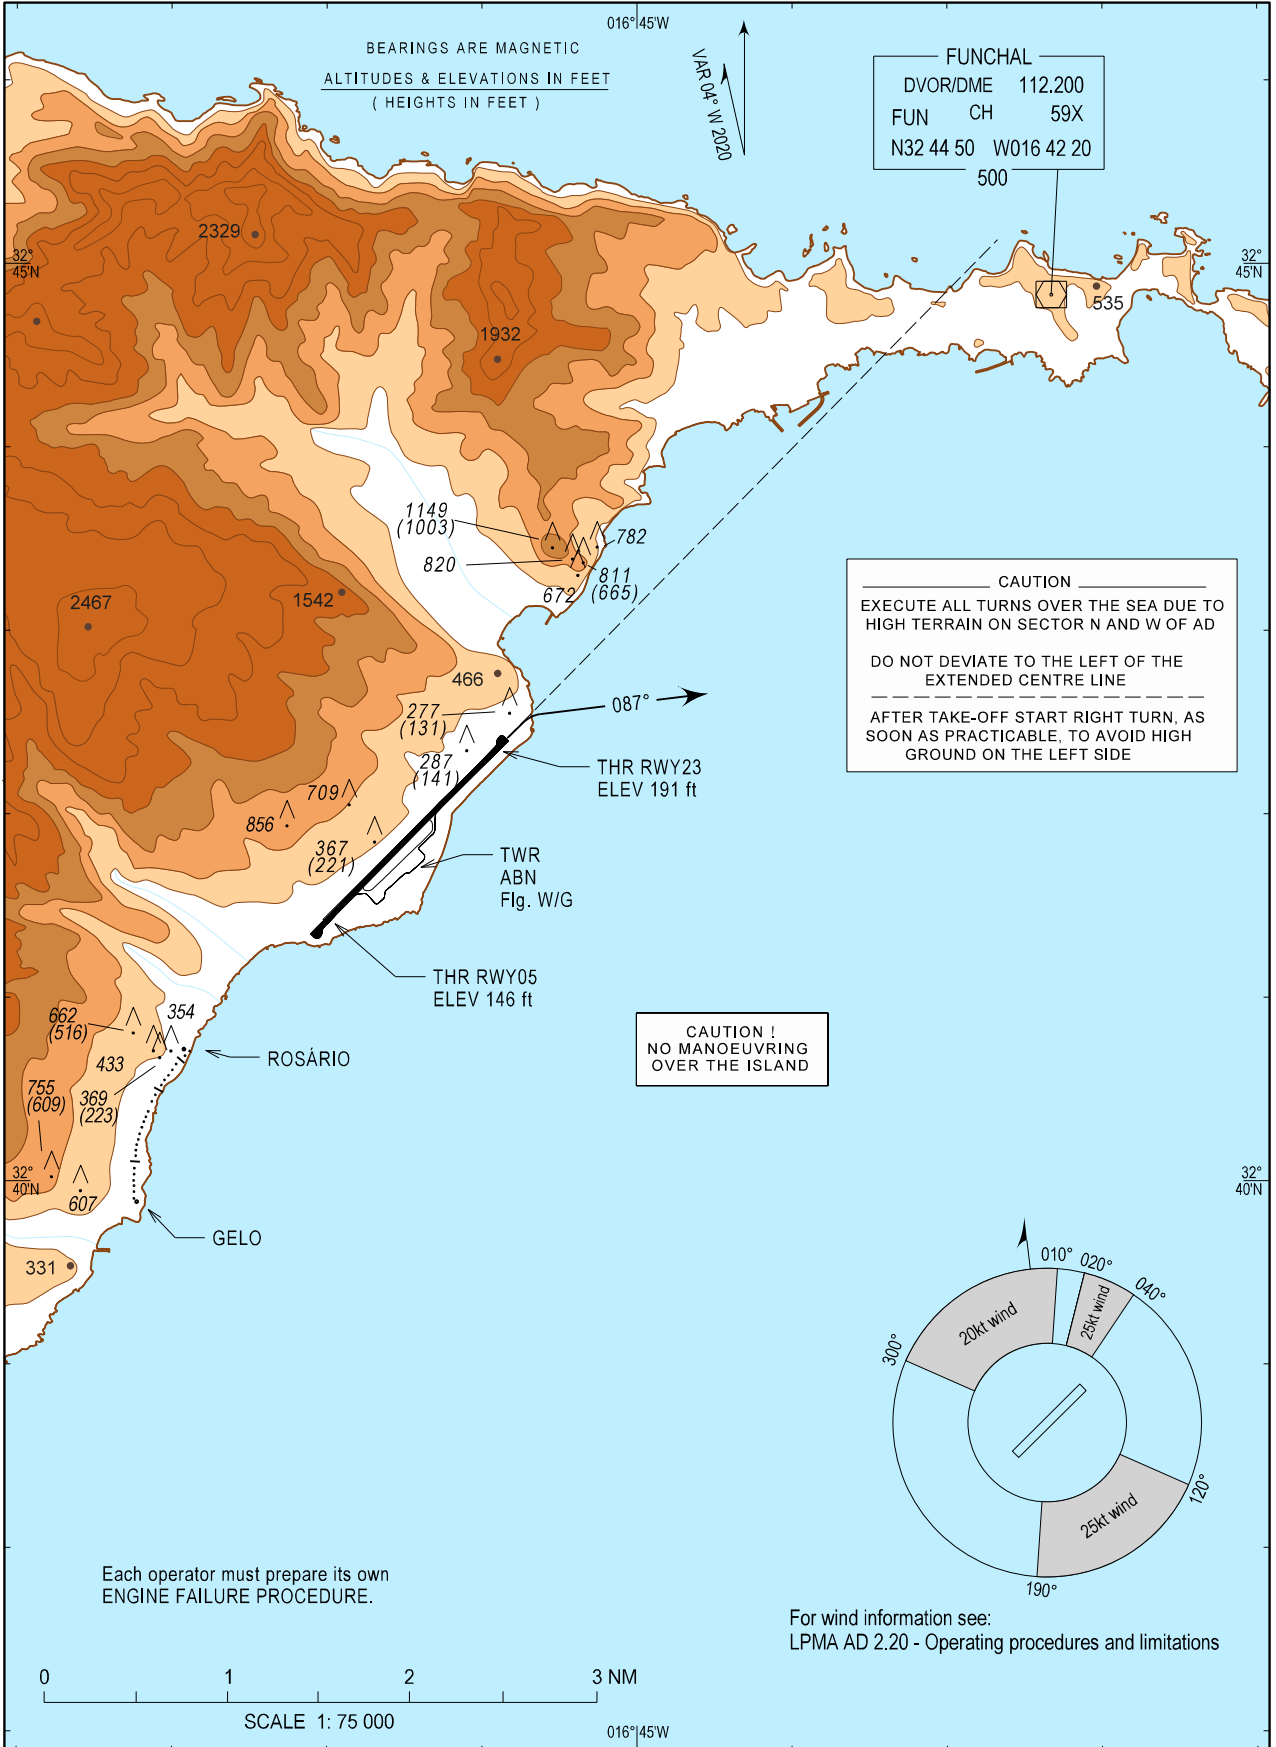 016° 45'W
BEARINGS ARE MAGNETIC
ALTITUDES & ELEVATIONS IN FEET
( HEIGHTS IN FEET )
VAR 04° W 2020
FUNCHAL
DVOR/DME 112.200
FUN CH 59X
N32 44 50 W016 42 20
500
2329
32°
45'N
32°
45'N
535
1932
1149
(1003)
782
820
811
(665)
672
2467
1542
CAUTION
EXECUTE ALL TURNS OVER THE SEA DUE TO
HIGH TERRAIN ON SECTOR N AND W OF AD
DO NOT DEVIATE TO THE LEFT OF THE
EXTENDED CENTRE LINE
AFTER TAKE-OFF START RIGHT TURN, AS
SOON AS PRACTICABLE, TO AVOID HIGH
GROUND ON THE LEFT SIDE
466
087°
277
(131)
287
(141)
THR RWY23
ELEV 191 ft
709
856
367
(221)
TWR
ABN
Flg. W/G
THR RWY05
ELEV 146 ft
662
(516)
354
433
ROSÁRIO
CAUTION !
NO MANOEUVRING
OVER THE ISLAND
755
(609)
369
(223)
32°
40'N
32°
40'N
607
GELO
331
010°
020°
040°
20kt wind
25kt wind
300°
120°
25kt wind
190°
Each operator must prepare its own
ENGINE FAILURE PROCEDURE.
For wind information see:
LPMA AD 2.20 - Operating procedures and limitations
0 1 2 3 NM
SCALE 1: 75 000
016° 45'W